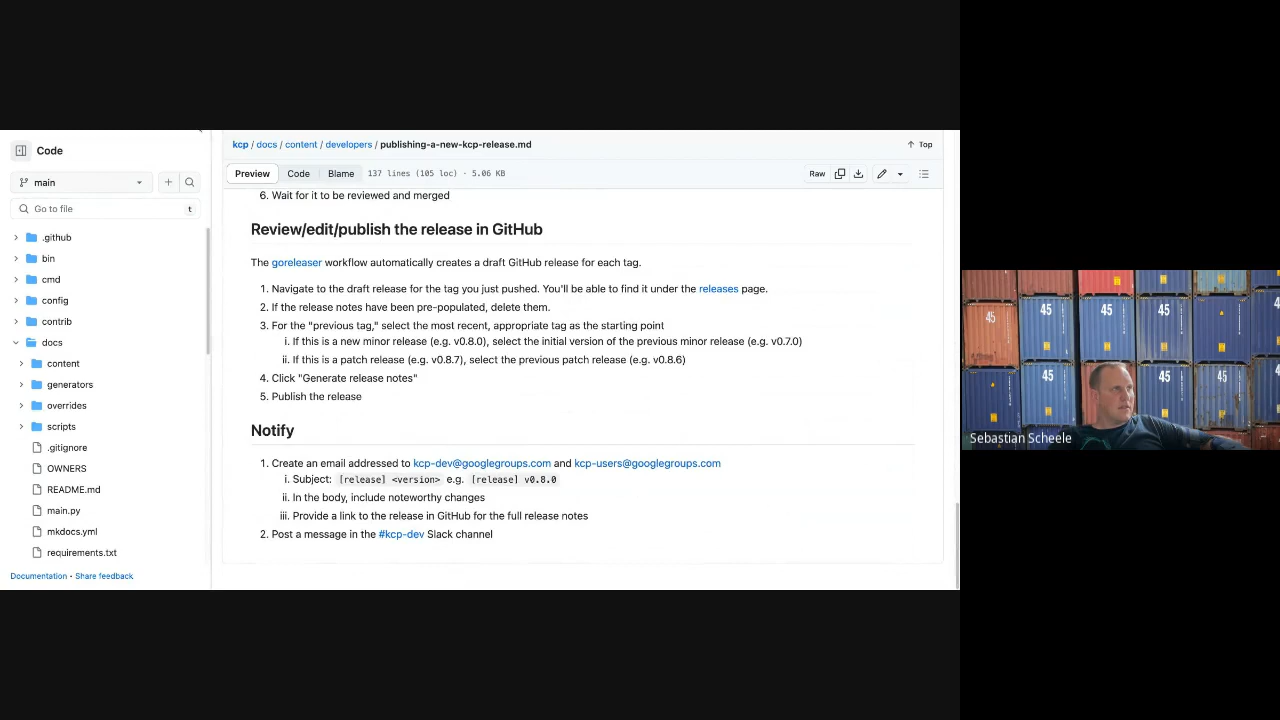 Code
main
Go to file
t
.github
bin
cmd
config
contrib
docs
content
generators
overrides
scripts
.gitignore
OWNERS
README.md
main.py
mkdocs.yml
requirements.txt
Documentation • Share feedback
kcp / docs / content / developers / publishing-a-new-kcp-release.md
Top
Preview
Code
Blame
137 lines (105 loc) · 5.06 KB
Raw
6. Wait for it to be reviewed and merged
Review/edit/publish the release in GitHub
The goreleaser workflow automatically creates a draft GitHub release for each tag.
1. Navigate to the draft release for the tag you just pushed. You'll be able to find it under the releases page.
2. If the release notes have been pre-populated, delete them.
3. For the "previous tag," select the most recent, appropriate tag as the starting point
i. If this is a new minor release (e.g. v0.8.0), select the initial version of the previous minor release (e.g. v0.7.0)
ii. If this is a patch release (e.g. v0.8.7), select the previous patch release (e.g. v0.8.6)
4. Click "Generate release notes"
5. Publish the release
Notify
1. Create an email addressed to kcp-dev@googlegroups.com and kcp-users@googlegroups.com
i. Subject: [release] <version> e.g. [release] v0.8.0
ii. In the body, include noteworthy changes
iii. Provide a link to the release in GitHub for the full release notes
2. Post a message in the #kcp-dev Slack channel
45
45
45
45
45
45
45
Sebastian Scheele